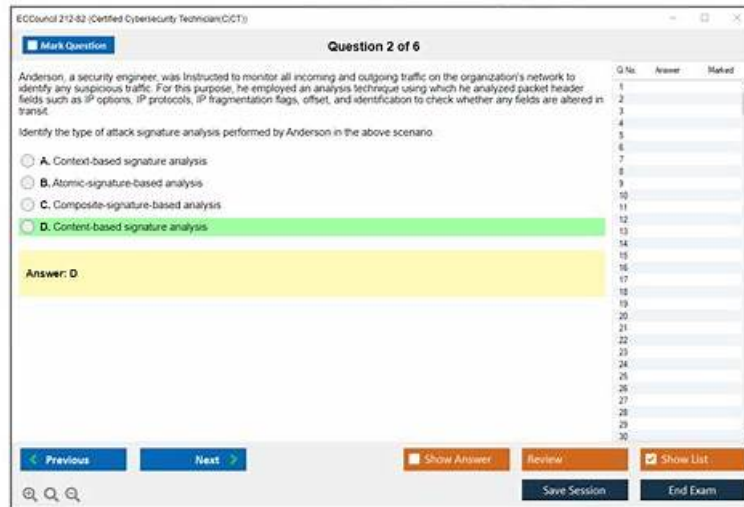 ECCouncil 212-82 (Certified Cybersecurity Technician(C|CT))
Mark Question
Question 2 of 6
Anderson, a security engineer, was Instructed to monitor all incoming and outgoing traffic on the organization's network to
identify any suspicious traffic. For this purpose, he employed an analysis technique using which he analyzed packet header
fields such as IP options, IP protocols, IP fragmentation flags, offset, and identification to check whether any fields are altered in
transit.
Identify the type of attack signature analysis performed by Anderson in the above scenario.
A. Context-based signature analysis
B. Atomic-signature-based analysis
C. Composite-signature-based analysis
D. Content-based signature analysis
Answer: D
Q No. Answer Marked
1
2
3
4
5
6
7
8
9
10
11
12
13
14
15
16
17
18
19
20
21
22
23
24
25
26
27
28
29
30
Previous
Next
Show Answer
Review
Show List
Save Session
End Exam